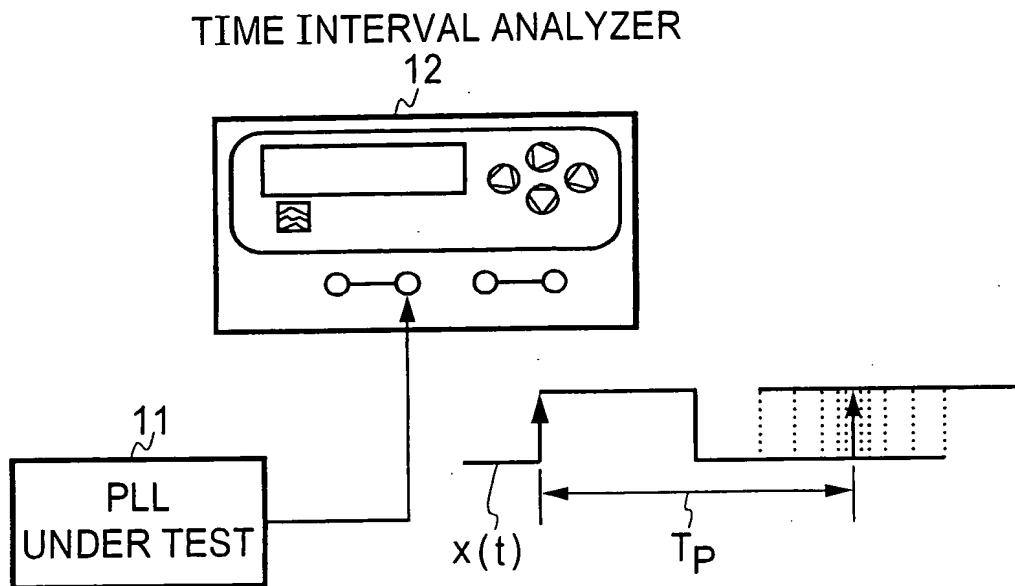 TIME INTERVAL ANALYZER
12
11
PLL
UNDER TEST
x(t)
TP